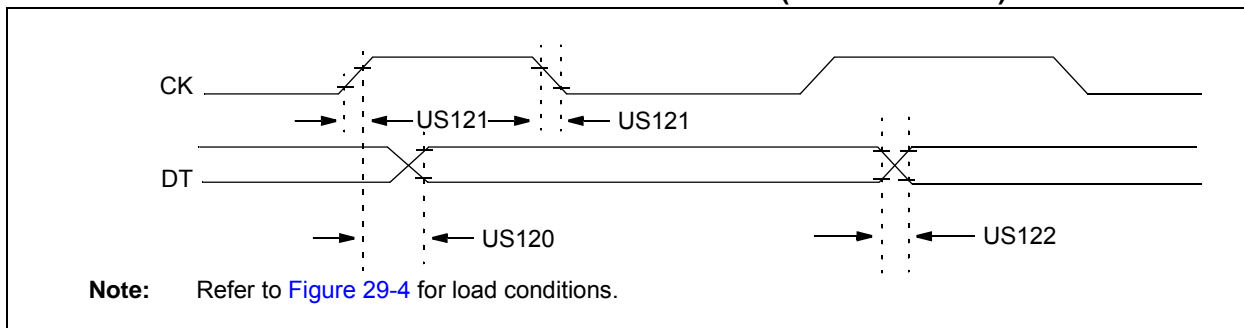 CK
US121 US121
DT
US120 US122
Note: Refer to Figure 29-4 for load conditions.